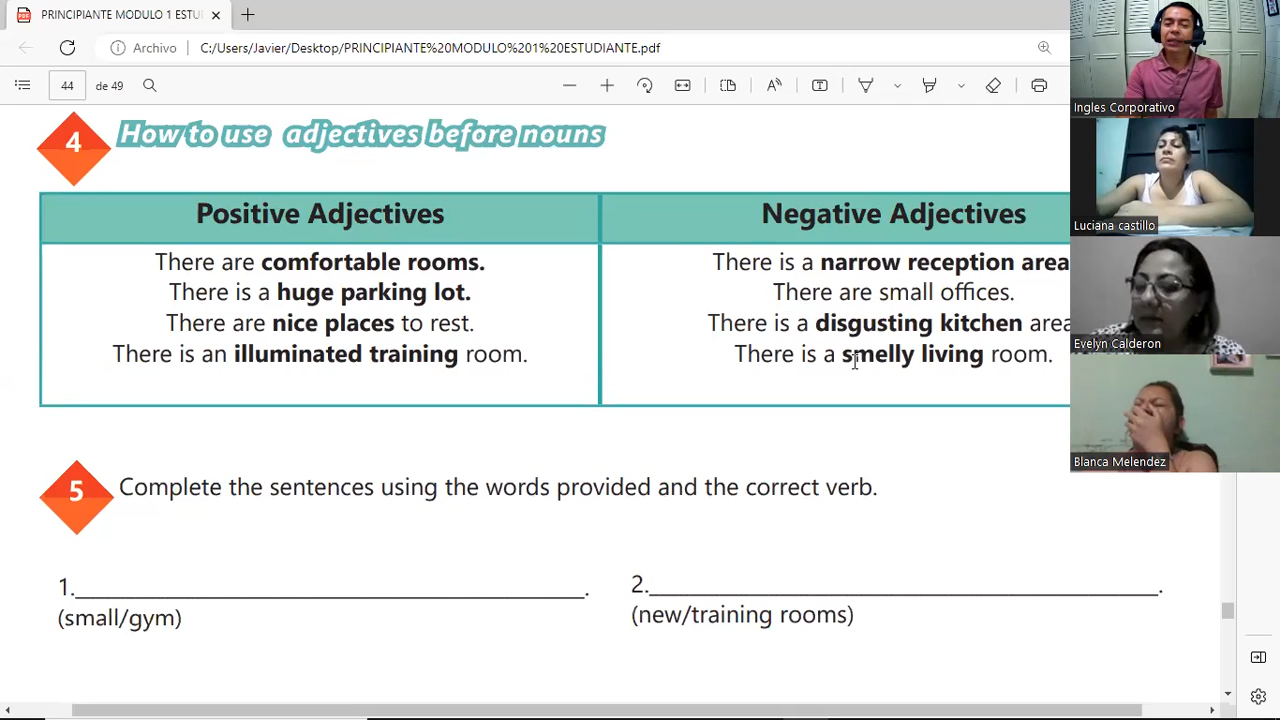 PRINCIPIANTE MODULO 1 ESTU
Archivo
C:/Users/Javier/Desktop/PRINCIPIANTE%20MODULO%201%20ESTUDIANTE.pdf
44
de 49
4
How to use adjectives before nouns
Positive Adjectives
There are comfortable rooms.
There is a huge parking lot.
There are nice places to rest.
There is an illuminated training room.
Negative Adjectives
There is a narrow reception area
There are small offices.
There is a disgusting kitchen area
There is a smelly living room.
5
Complete the sentences using the words provided and the correct verb.
1.____________________.
(small/gym)
2.____________________.
(new/training rooms)
Ingles Corporativo
Luciana castillo
Evelyn Calderon
Blanca Melendez